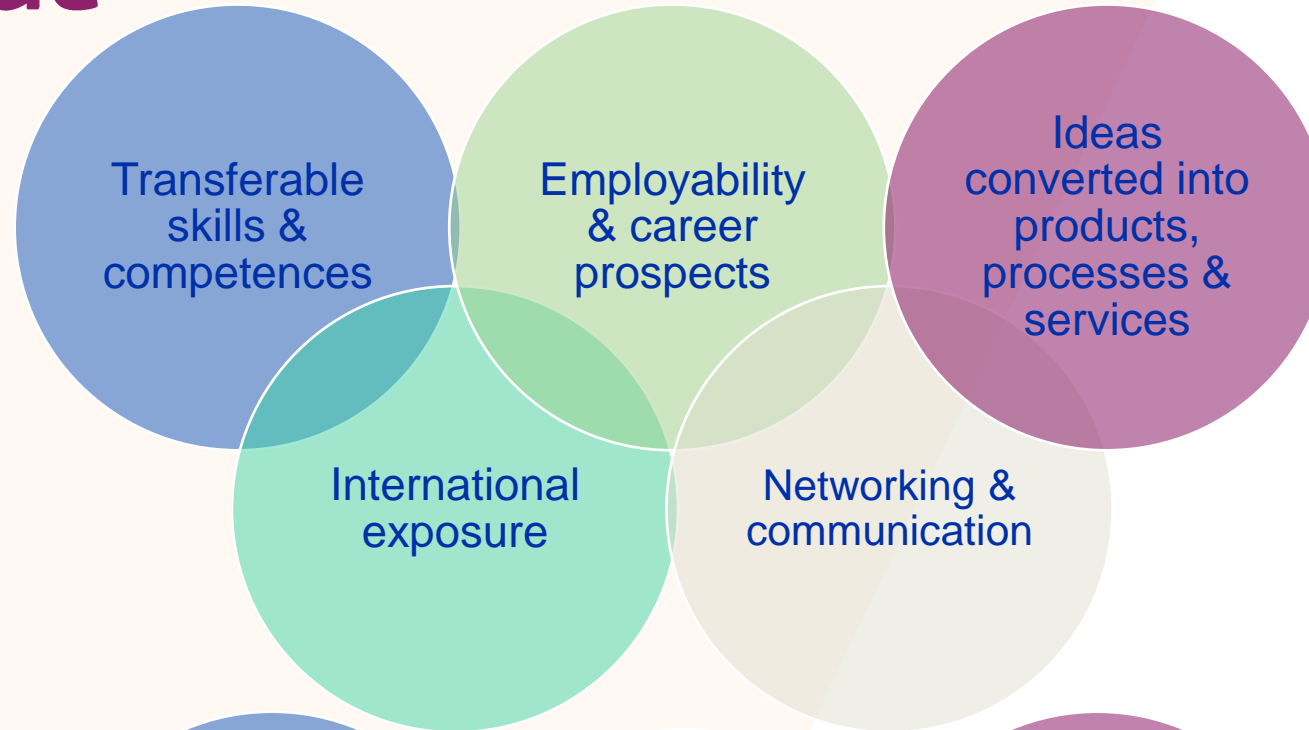 Transferable
skills &
competences
Employability
& career
prospects
Ideas
converted into
products,
processes &
services
International
exposure
Networking &
communication